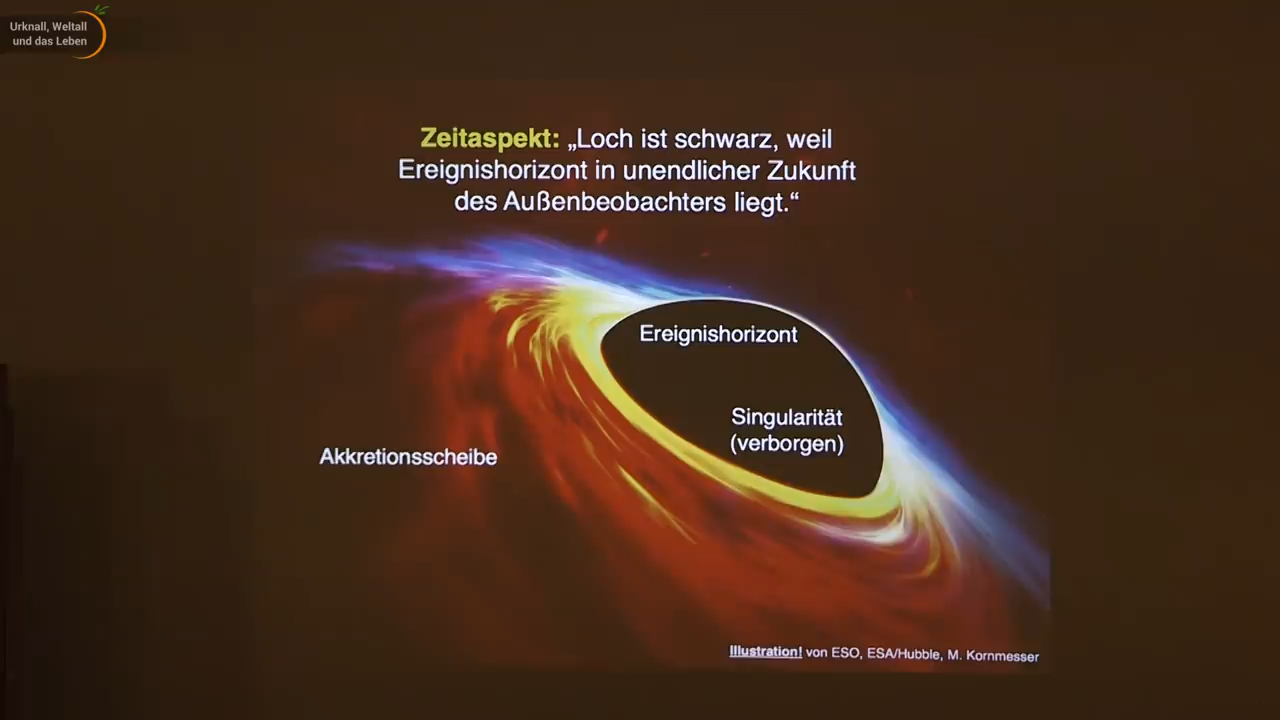 Urknall, Weltall
und das Leben
Zeitaspekt: „Loch ist schwarz, weil
Ereignishorizont in unendlicher Zukunft
des Außenbeobachters liegt.“
Ereignishorizont
Singularität
(verborgen)
Akkretionsscheibe
Illustration! von ESO, ESA/Hubble, M. Kornmesser